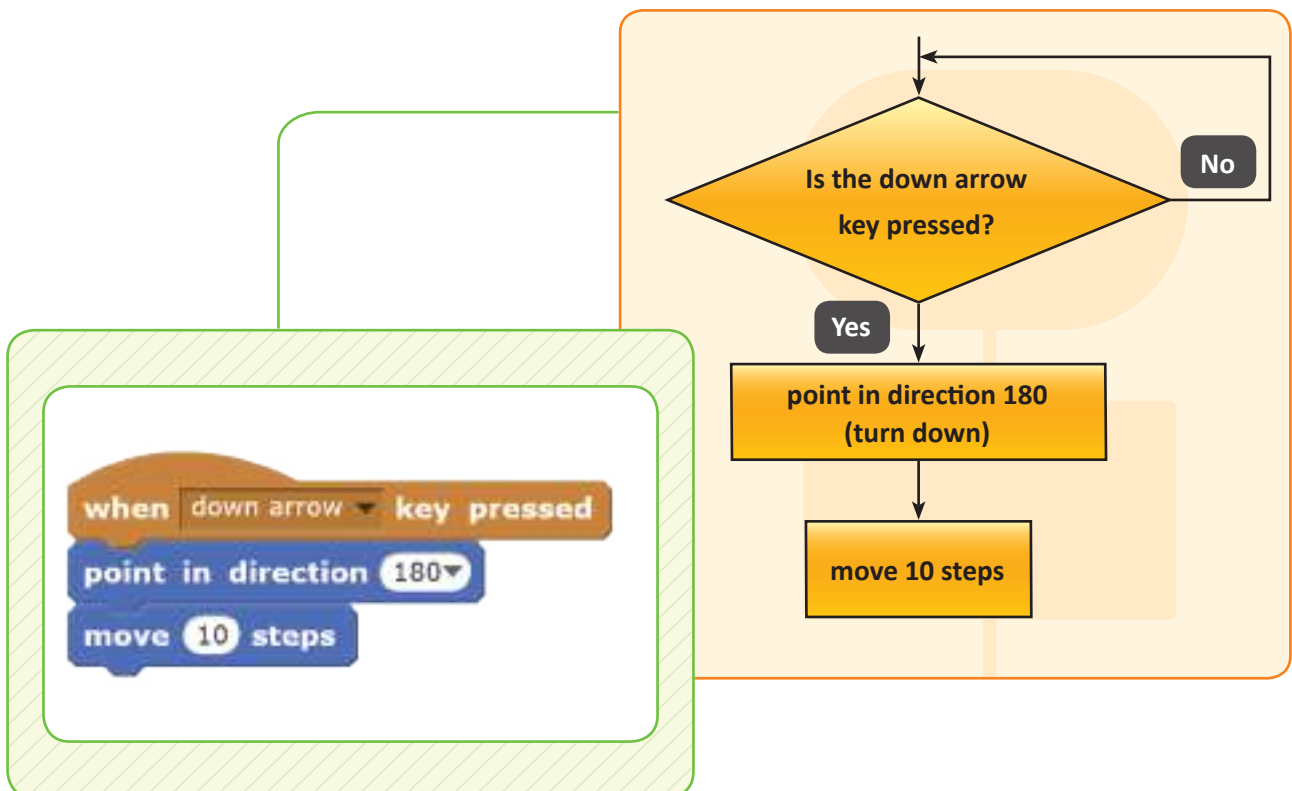 Is the down arrow
key pressed?
No
Yes
point in direction 180
(turn down)
move 10 steps
when down arrow key pressed
point in direction 180
move 10 steps